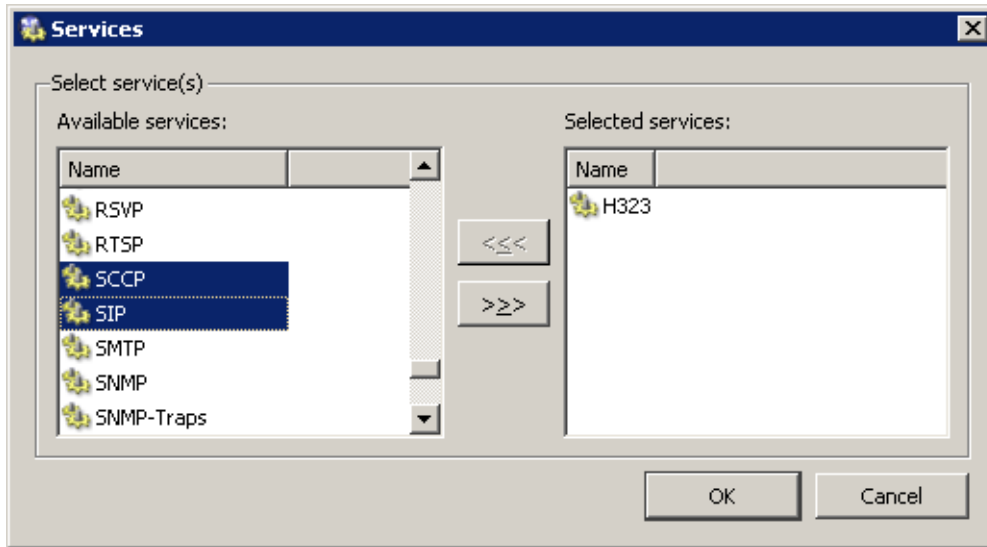 Services
Select service(s)
Available services:
Name
RSVP
RTSP
SCCP
SIP
SMTP
SNMP
SNMP-Traps
<<<
>>>
Selected services:
Name
H323
OK
Cancel